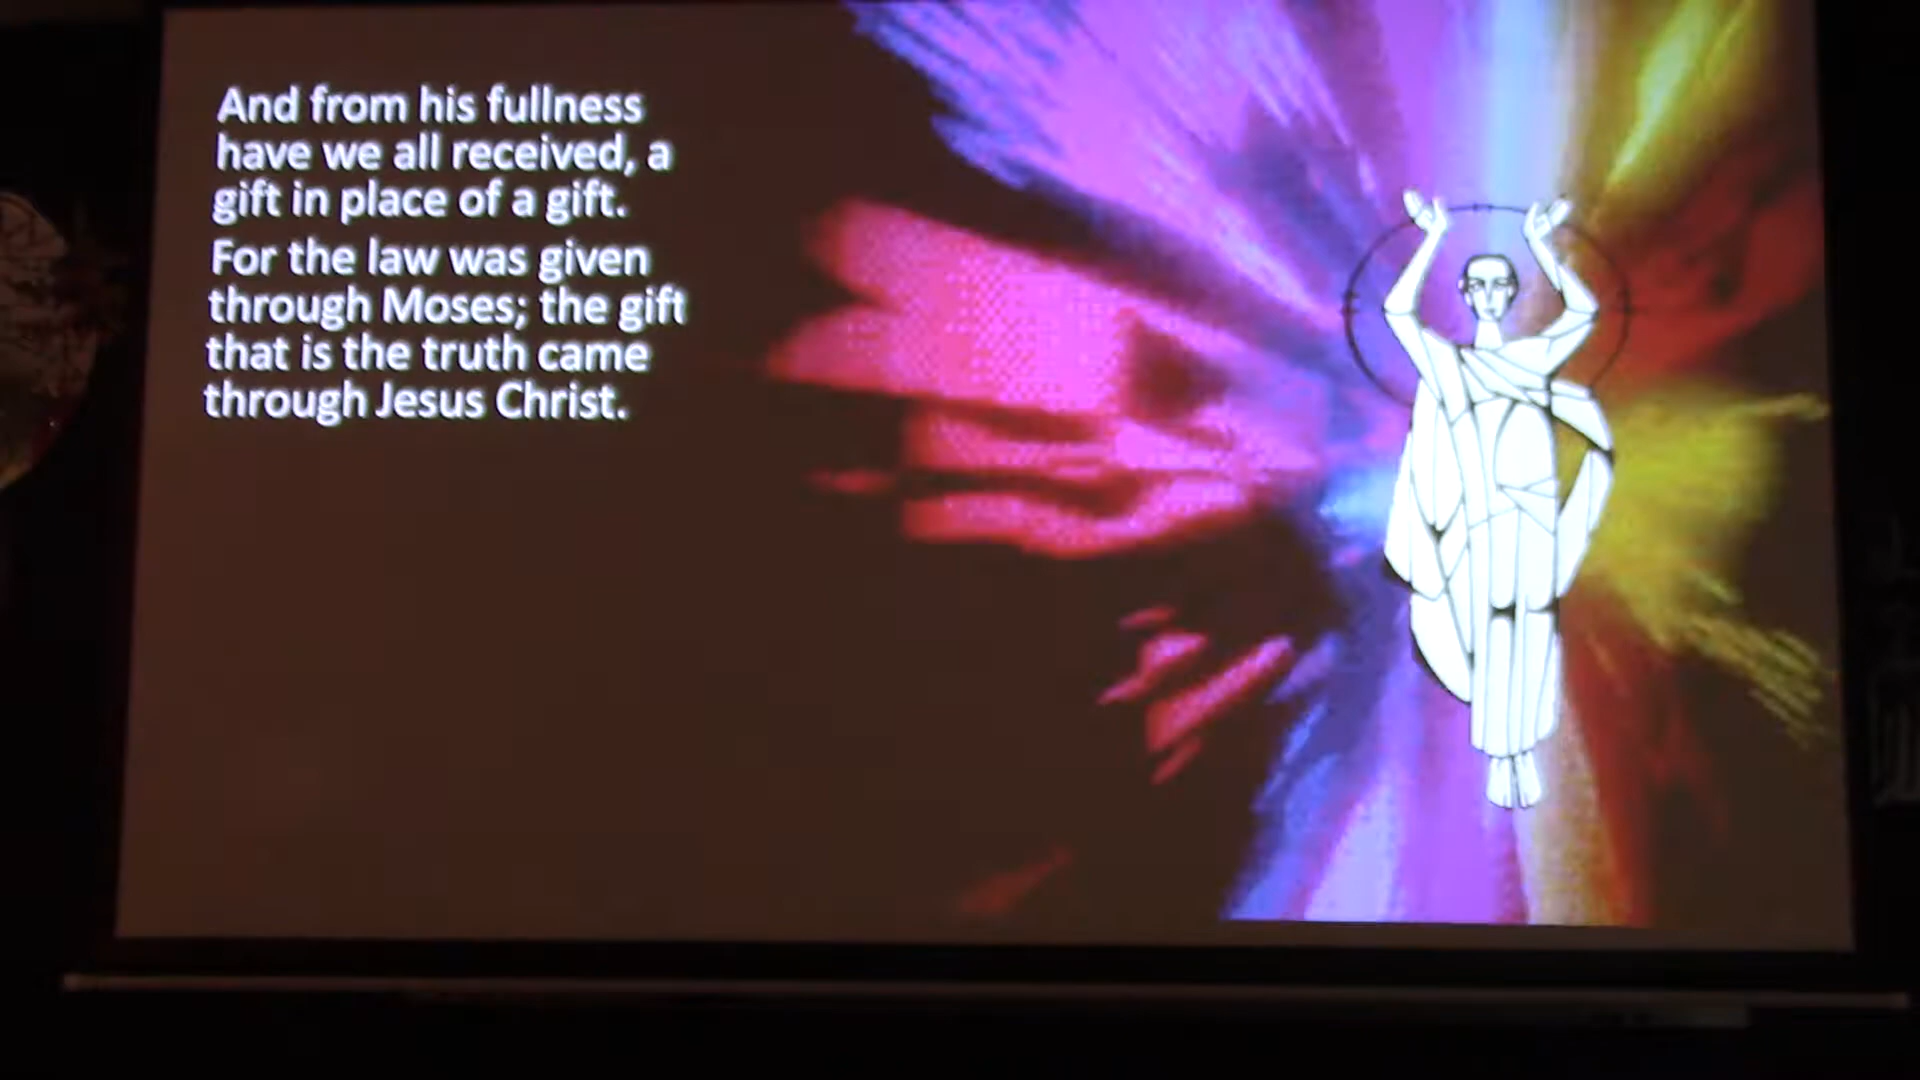 And from his fullness
have we all received, a
gift in place of a gift.
For the law was given
through Moses; the gift
that is the truth came
through Jesus Christ.